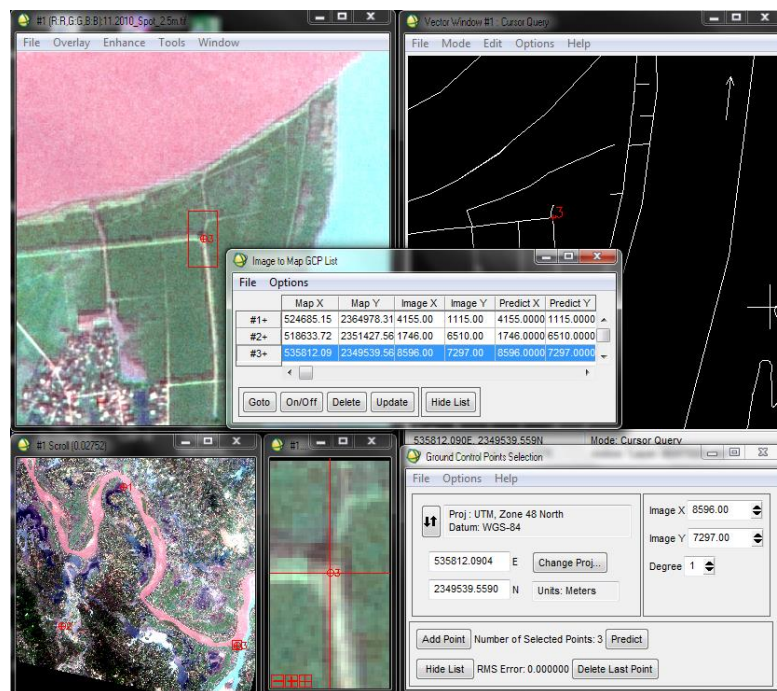 #1 (R:R,G:G,B:B):11.2010_Spot_2.5m.tif
File Overlay Enhance Tools Window
Vector Window #1 : Cursor Query
File Mode Edit Options Help
3
3
Image to Map GCP List
File Options
Map X Map Y Image X Image Y Predict X Predict Y
#1+ 524685.15 2364978.31 4155.00 1115.00 4155.0000 1115.0000
#2+ 518633.72 2351427.56 1746.00 6510.00 1746.0000 6510.0000
#3+ 535812.09 2349539.56 8596.00 7297.00 8596.0000 7297.0000
Goto On/Off Delete Update Hide List
#1 Scroll (0.02752)
#1...
535812.090E, 2349539.559N Mode: Cursor Query
1
2
3
3
Ground Control Points Selection
File Options Help
Proj : UTM, Zone 48 North
Datum: WGS-84
535812.0904 E Change Proj...
2349539.5590 N Units: Meters
Image X 8596.00
Image Y 7297.00
Degree 1
Add Point Number of Selected Points: 3 Predict
Hide List RMS Error: 0.000000 Delete Last Point